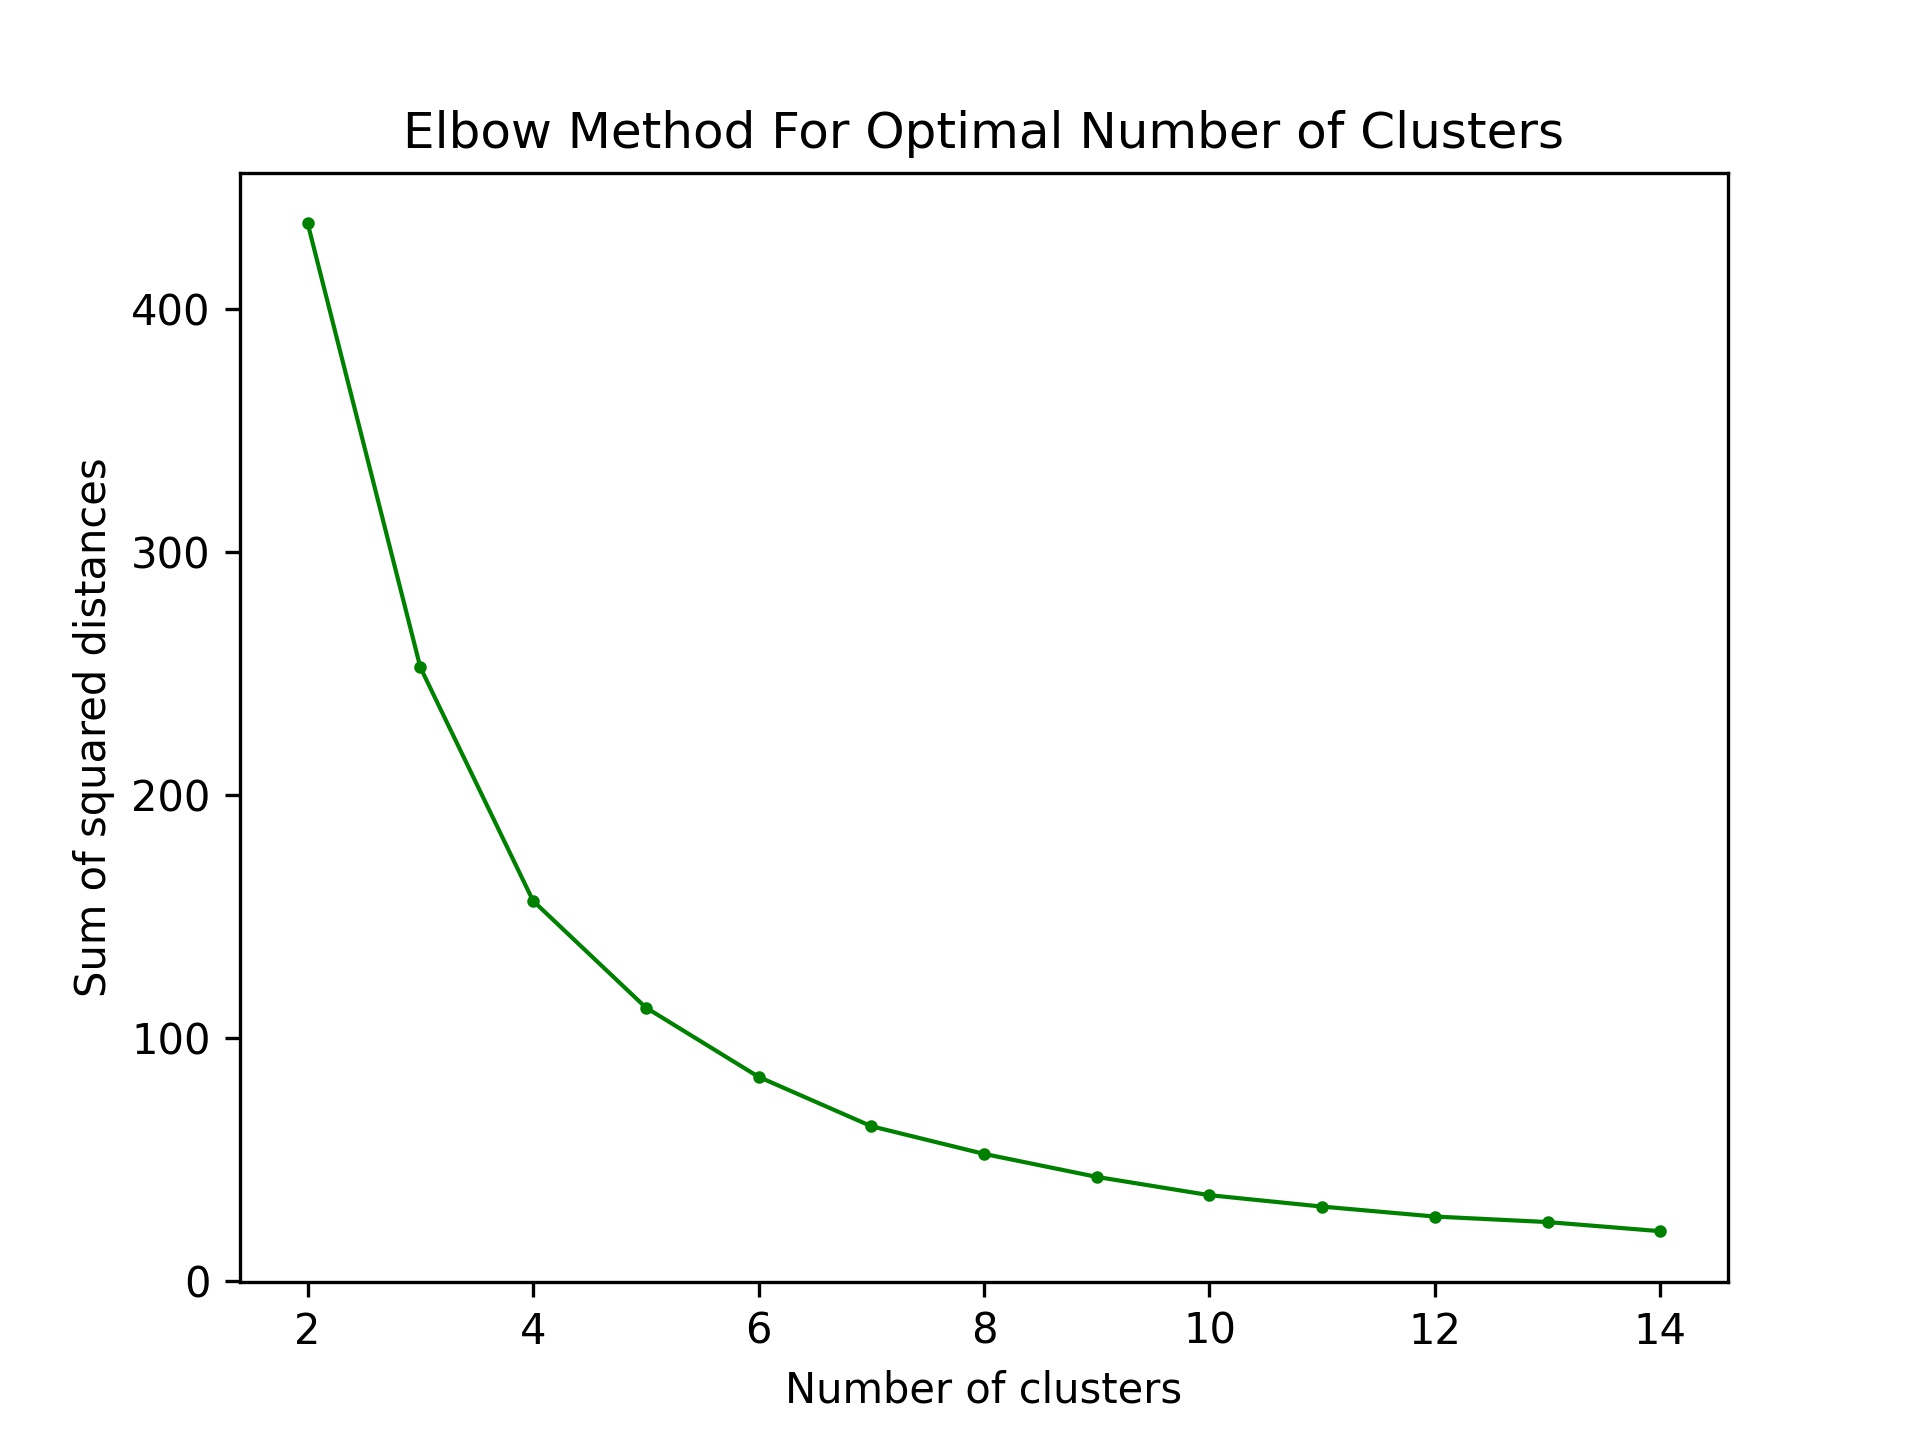 Elbow Method For Optimal Number of Clusters
Sum of squared distances
400
300
200
100
0
2 4 6 8 10 12 14
Number of clusters